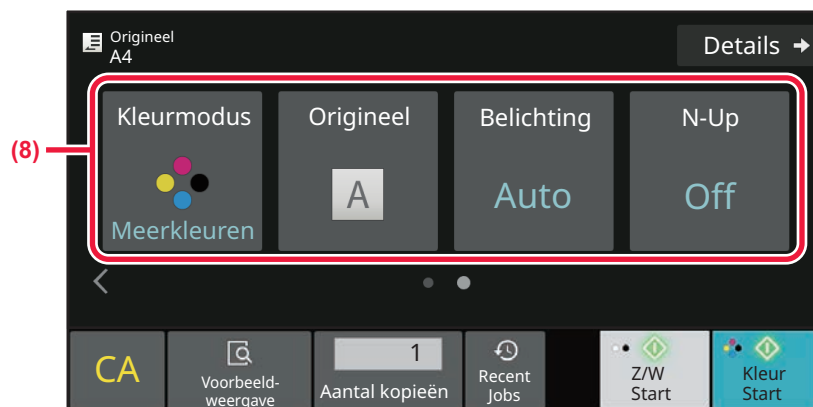 Origineel
A4
Details
(8)
Kleurmodus
Origineel
Belichting
N-Up
A
Auto
Off
Meerkleuren
CA
Voorbeeld-
weergave
1
Aantal kopieën
Recent
Jobs
Z/W
Start
Kleur
Start